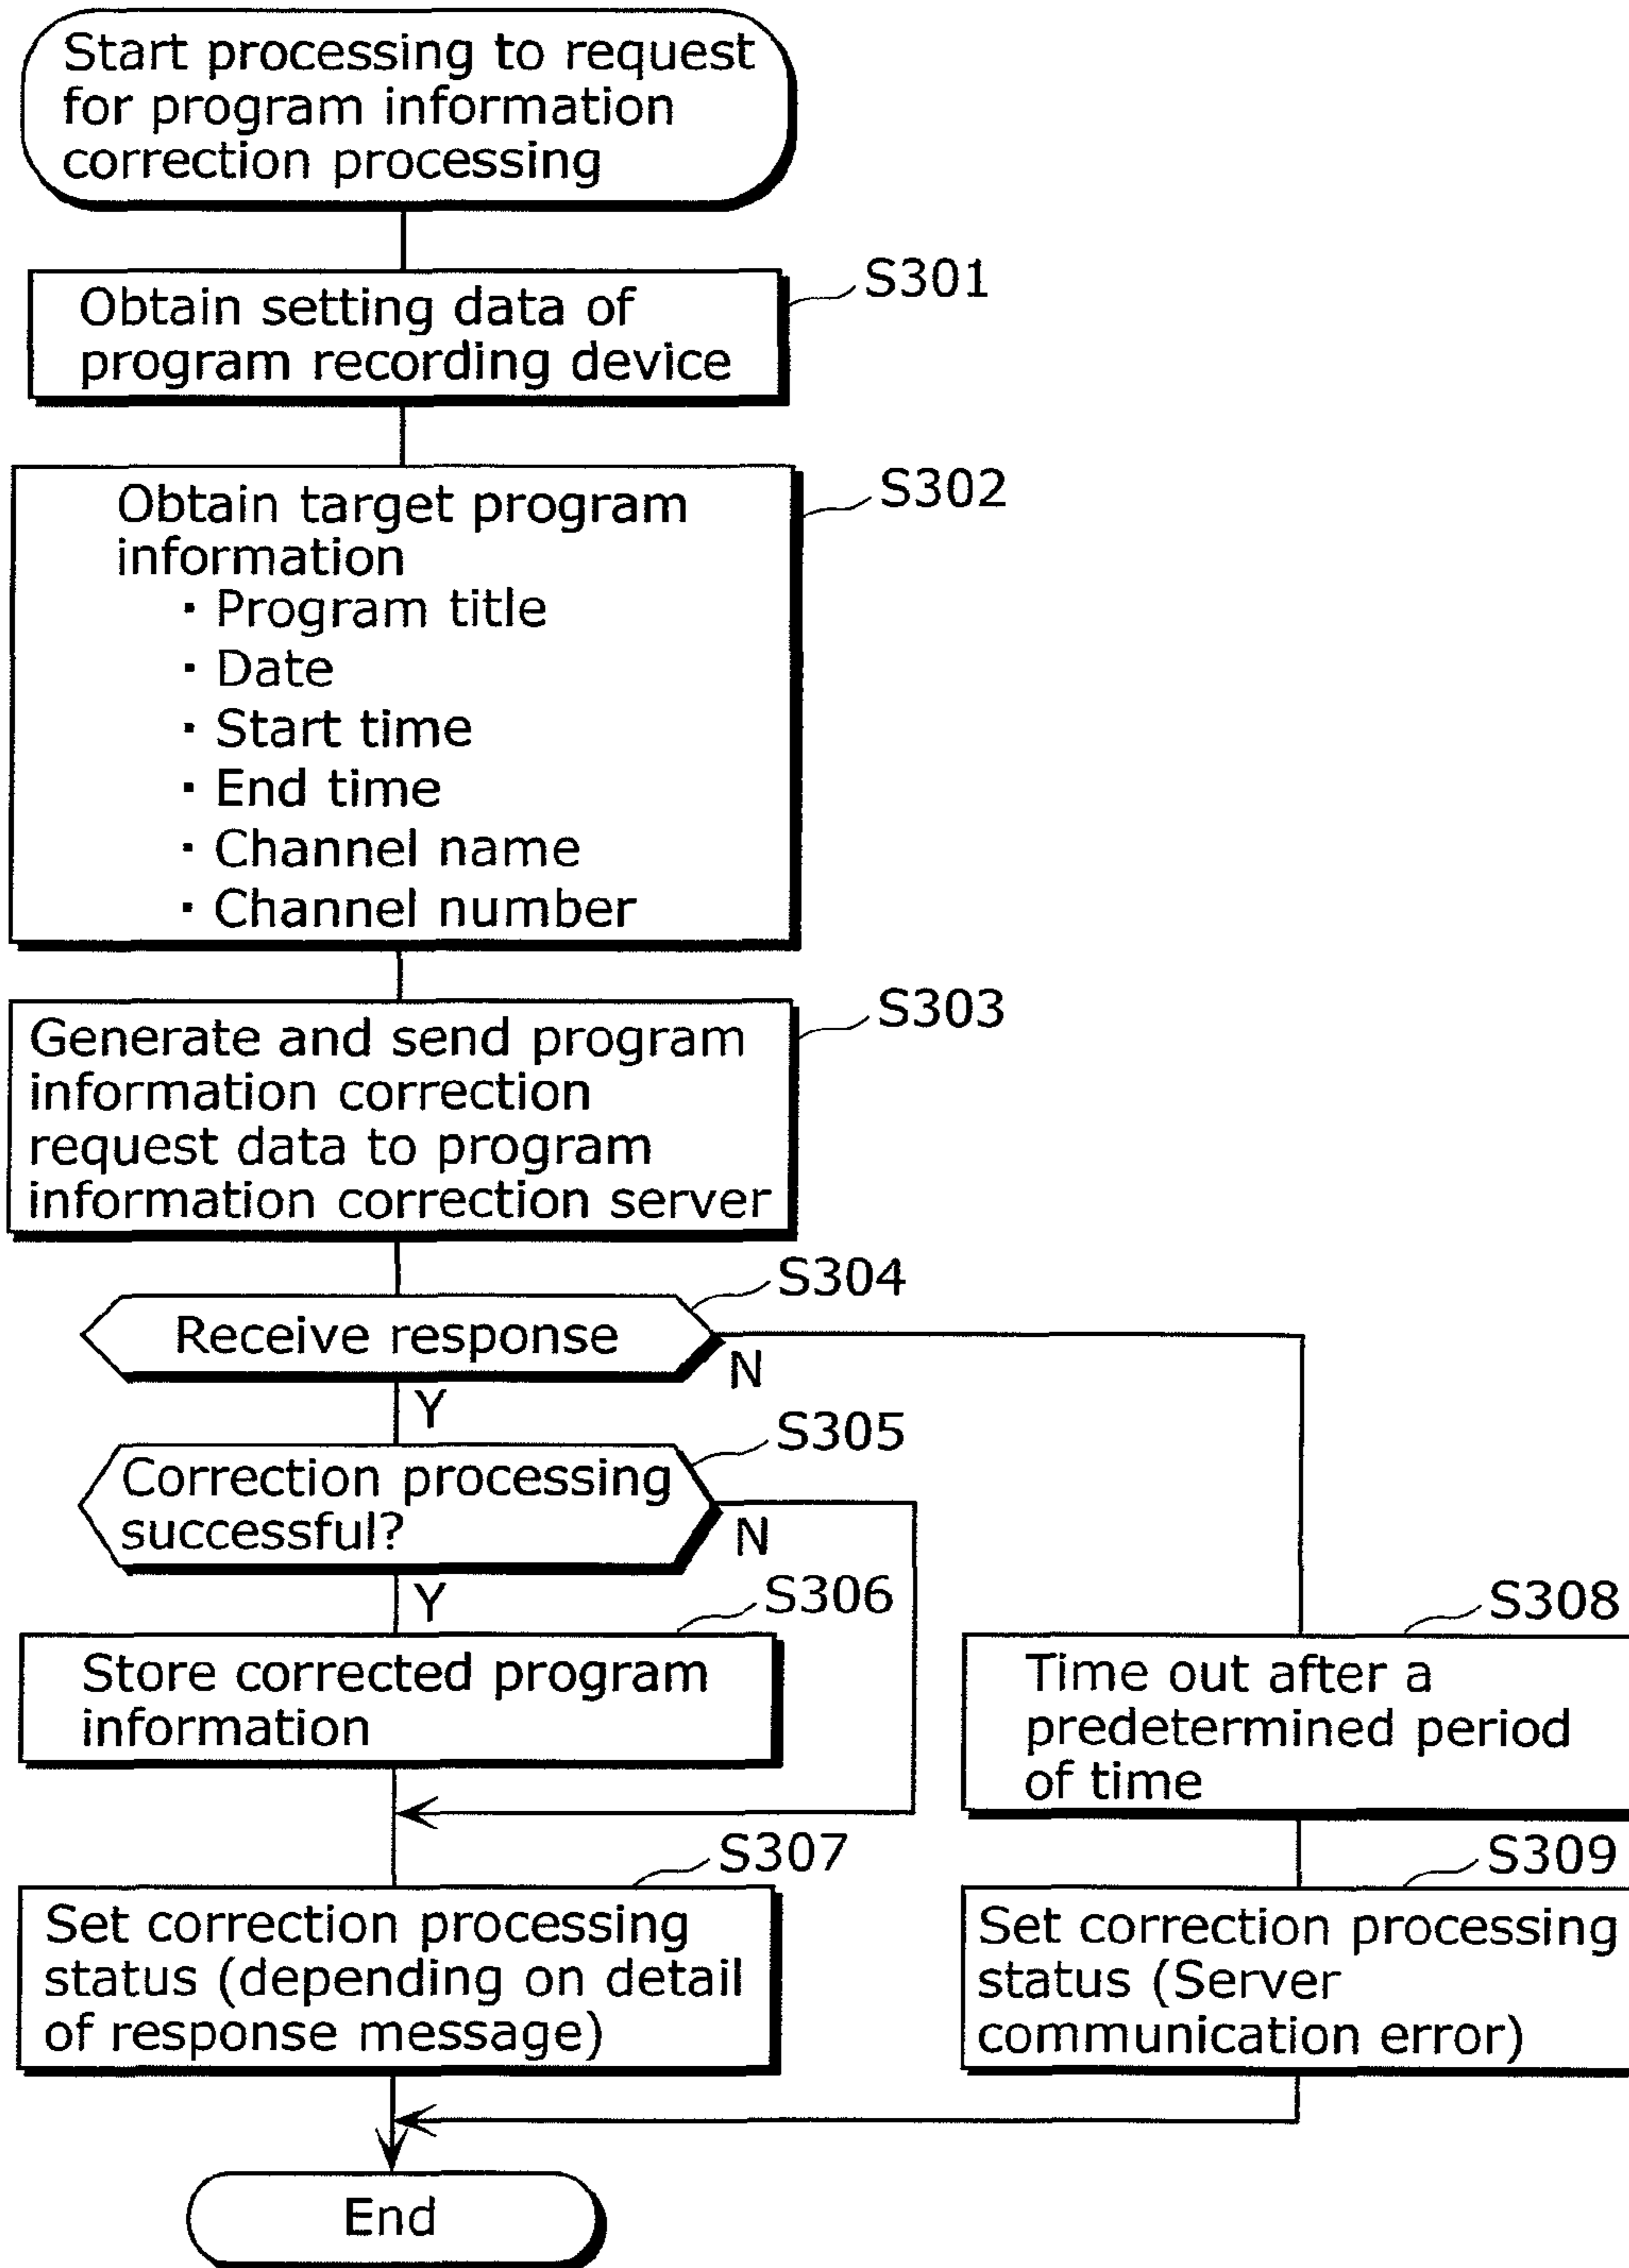 Start processing to request
for program information
correction processing
S301
Obtain setting data of
program recording device
S302
Obtain target program
information
· Program title
· Date
· Start time
· End time
· Channel name
· Channel number
S303
Generate and send program
information correction
request data to program
information correction server
S304
Receive response
N
Y
S305
Correction processing
successful?
N
Y
S306
Store corrected program
information
S308
Time out after a
predetermined period
of time
S307
Set correction processing
status (depending on detail
of response message)
S309
Set correction processing
status (Server
communication error)
End